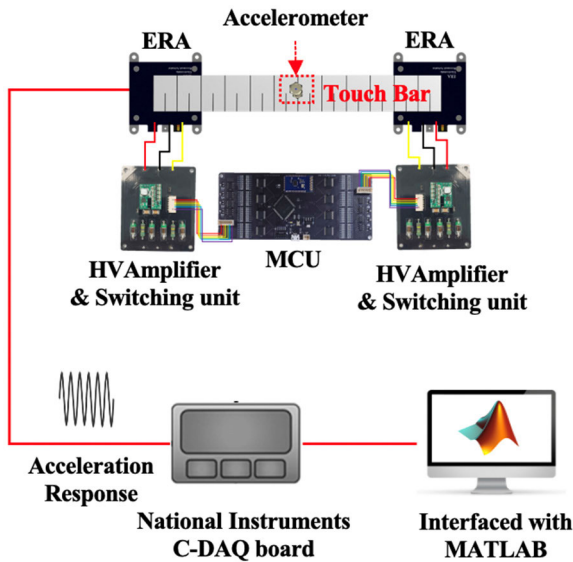 Accelerometer
ERA
ERA
Touch Bar
MCU
HVAmplifier
& Switching unit
HVAmplifier
& Switching unit
Acceleration
Response
National Instruments
C-DAQ board
Interfaced with
MATLAB